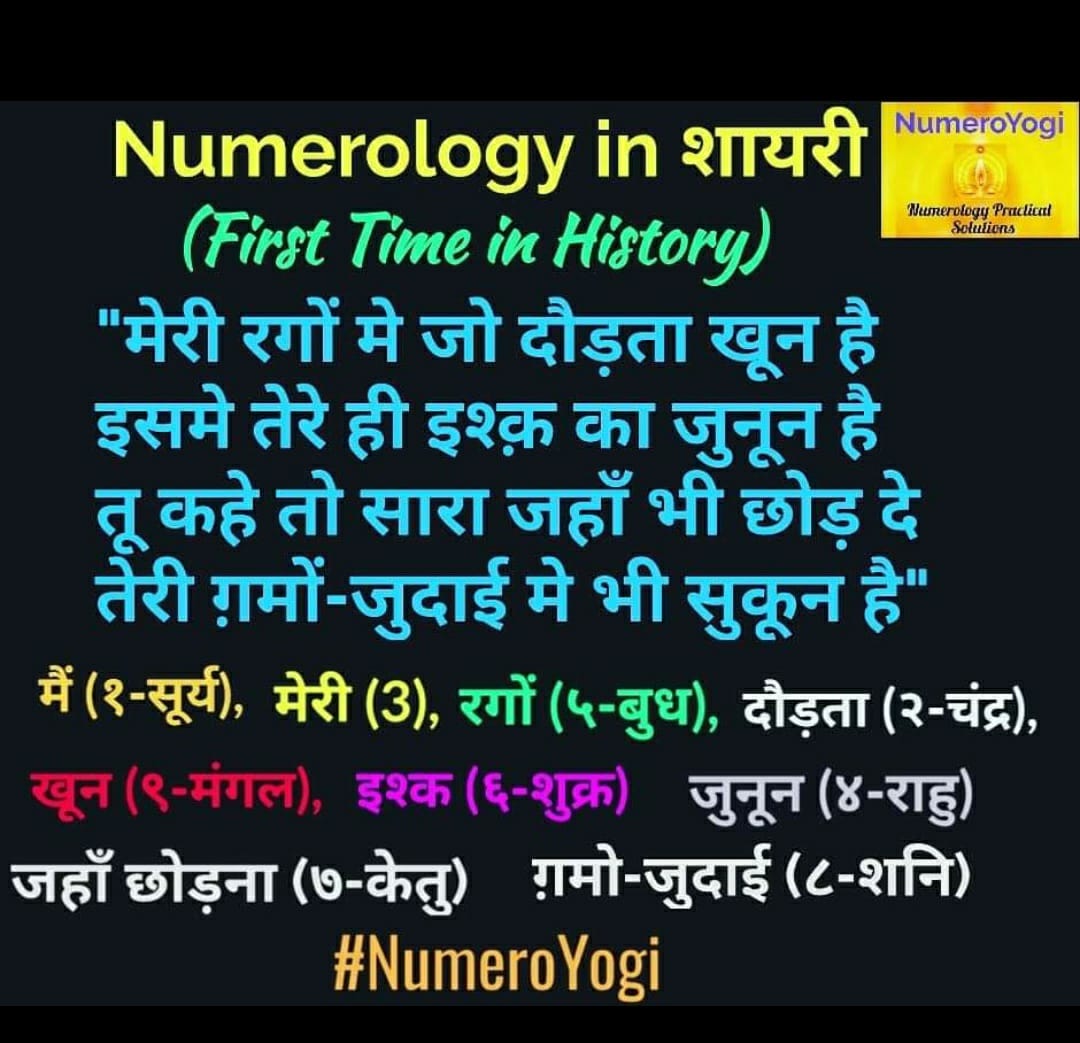 Numerology in शायरी
NumeroYogi
Numerology Practical
Solutions
(First Time in History)
"मेरी रगों मे जो दौड़ता खून है
इसमे तेरे ही इश्क़ का जुनून है
तू कहे तो सारा जहाँ भी छोड़ दे
तेरी ग़मों-जुदाई मे भी सुकून है"
मैं (१-सूर्य), मेरी (3), रगों (५-बुध), दौड़ता (२-चंद्र),
खून (९-मंगल), इश्क (६-शुक्र) जुनून (४-राहु)
जहाँ छोड़ना (७-केतु) ग़मो-जुदाई (८-शनि)
#NumeroYogi